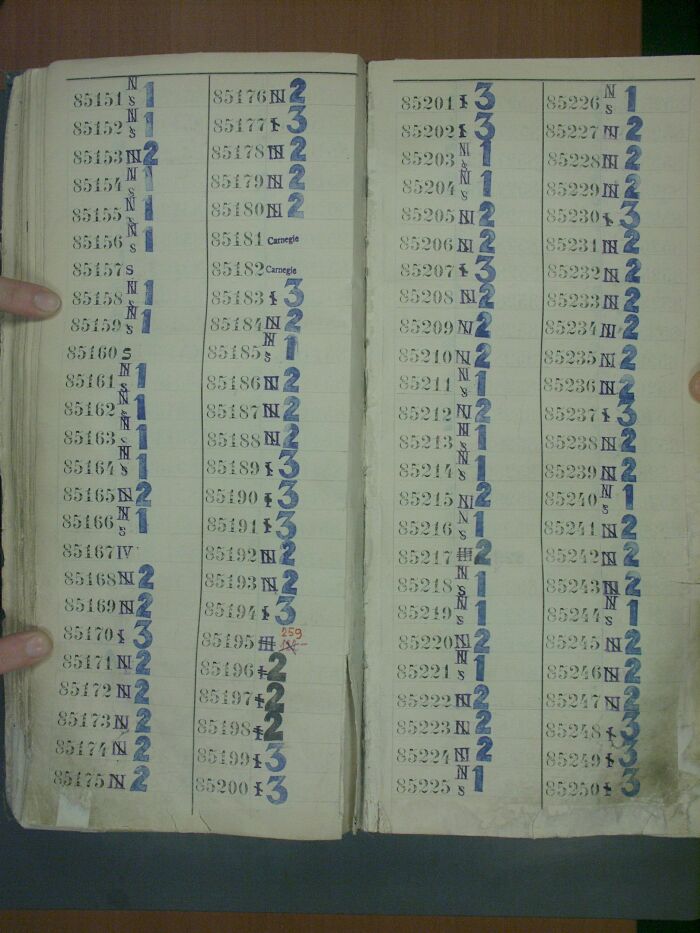 85151 N S 1
85152 N S 1
85153 N 2
85154 N S 1
85155 N S 1
85156 N S 1
85157 S
85158 N S 1
85159 N S 1
85160 S
85161 N S 1
85162 N S 1
85163 N S 1
85164 N S 1
85165 N 2
85166 N S 1
85167 IV
85168 N 2
85169 N 2
85170 I 3
85171 N 2
85172 N 2
85173 N 2
85174 N 2
85175 N 2
85176 N 2
85177 I 3
85178 N 2
85179 N 2
85180 N 2
85181 Carnegie
85182 Carnegie
85183 I 3
85184 N 2
85185 N S 1
85186 N 2
85187 N 2
85188 N 2
85189 I 3
85190 I 3
85191 I 3
85192 N 2
85193 N 2
85194 I 3
85195 III 259
85196 I 2
85197 I 2
85198 I 2
85199 I 3
85200 I 3
85201 I 3
85202 I 3
85203 N S 1
85204 N S 1
85205 N 2
85206 N 2
85207 I 3
85208 N 2
85209 N 2
85210 N 2
85211 N S 1
85212 N 2
85213 N S 1
85214 N S 1
85215 N 2
85216 N S 1
85217 III 2
85218 N S 1
85219 N S 1
85220 N 2
85221 N S 1
85222 N 2
85223 N 2
85224 N 2
85225 N S 1
85226 N S 1
85227 N 2
85228 N 2
85229 N 2
85230 I 3
85231 N 2
85232 N 2
85233 N 2
85234 N 2
85235 N 2
85236 N 2
85237 I 3
85238 N 2
85239 N 2
85240 N S 1
85241 N 2
85242 N 2
85243 N 2
85244 N S 1
85245 N 2
85246 N 2
85247 N 2
85248 I 3
85249 I 3
85250 I 3